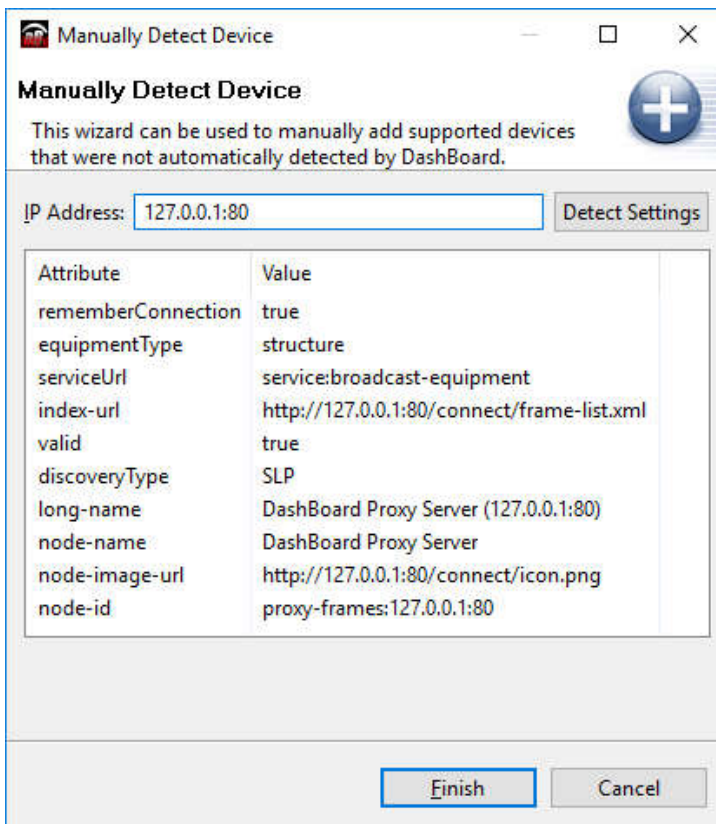 Manually Detect Device
Manually Detect Device
This wizard can be used to manually add supported devices
that were not automatically detected by DashBoard.
IP Address: 127.0.0.1:80 Detect Settings
Attribute Value
rememberConnection true
equipmentType structure
serviceUrl service:broadcast-equipment
index-url http://127.0.0.1:80/connect/frame-list.xml
valid true
discoveryType SLP
long-name DashBoard Proxy Server (127.0.0.1:80)
node-name DashBoard Proxy Server
node-image-url http://127.0.0.1:80/connect/icon.png
node-id proxy-frames:127.0.0.1:80
Finish Cancel